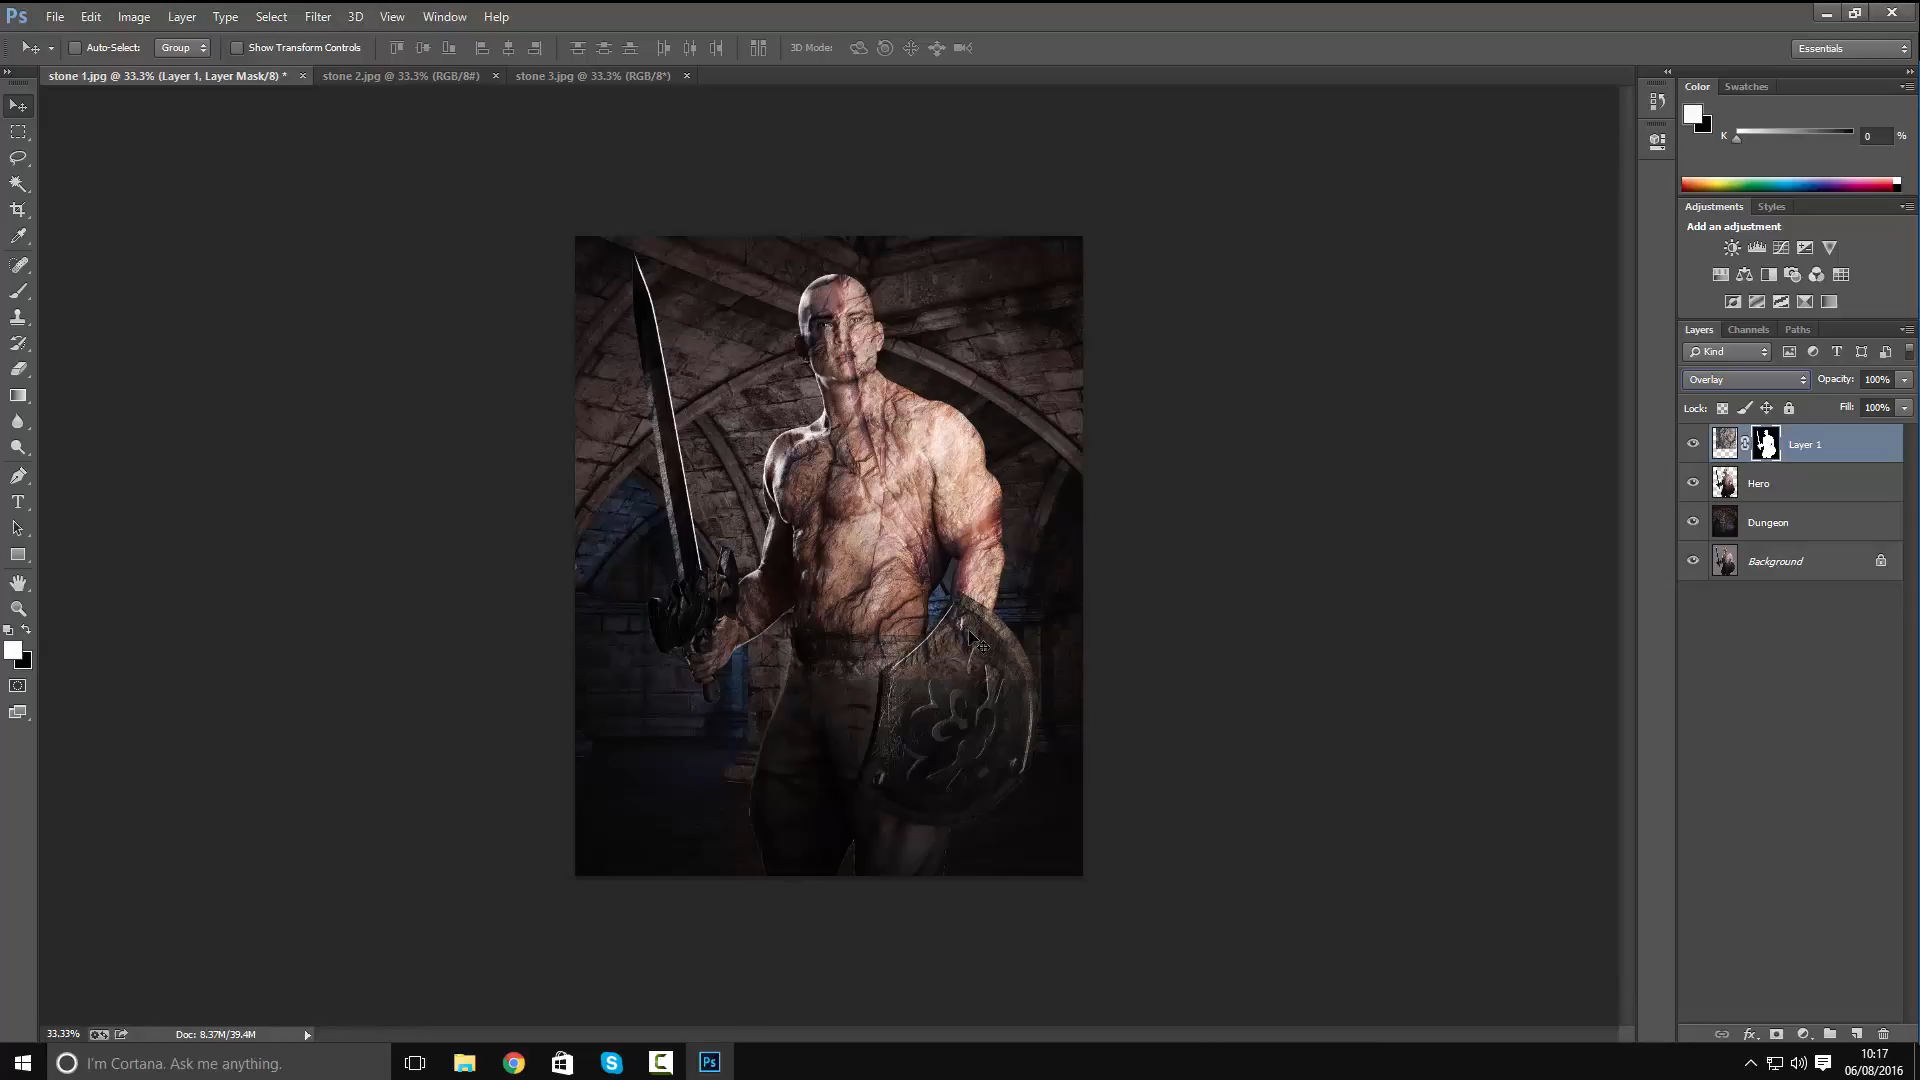 Ps File Edit Image Layer Type Select Filter 3D View Window Help
Auto-Select: Group Show Transform Controls 3D Mode: Essentials
stone 1.jpg @ 33.3% (Layer 1, Layer Mask/8) * stone 2.jpg @ 33.3% (RGB/8#) stone 3.jpg @ 33.3% (RGB/8*)
Color Swatches
K 0 %
Adjustments Styles
Add an adjustment
Layers Channels Paths
Kind
Overlay Opacity: 100%
Lock: Fill: 100%
Layer 1
Hero
Dungeon
Background
33.33% Doc: 8.37M/39.4M
I'm Cortana. Ask me anything.
Ps
10:17
06/08/2016